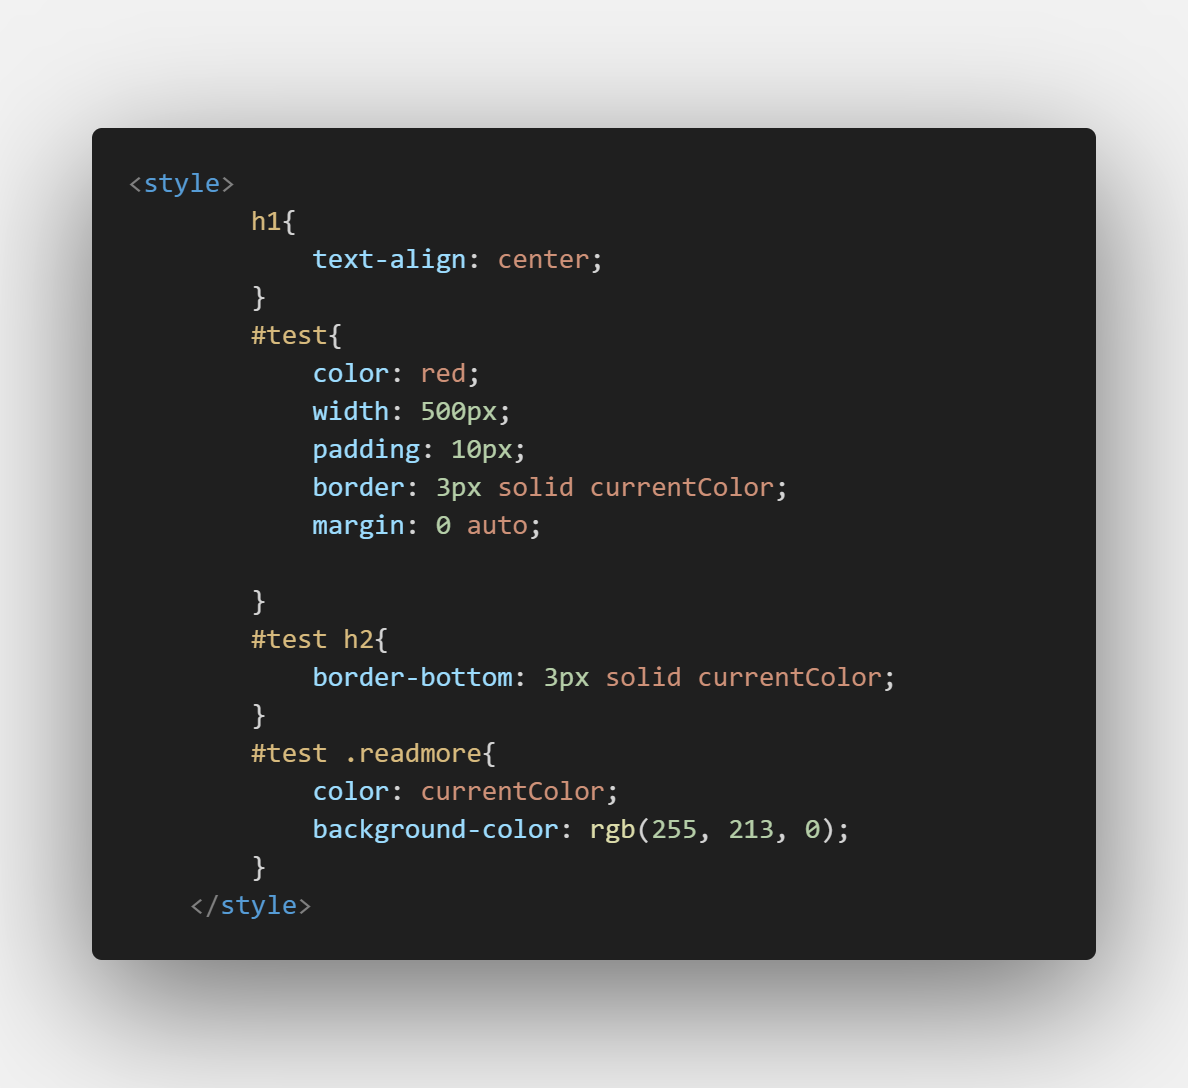 <style>
h1{
text-align: center;
}
#test{
color: red;
width: 500px;
padding: 10px;
border: 3px solid currentColor;
margin: 0 auto;
}
#test h2{
border-bottom: 3px solid currentColor;
}
#test .readmore{
color: currentColor;
background-color: rgb(255, 213, 0);
}
</style>